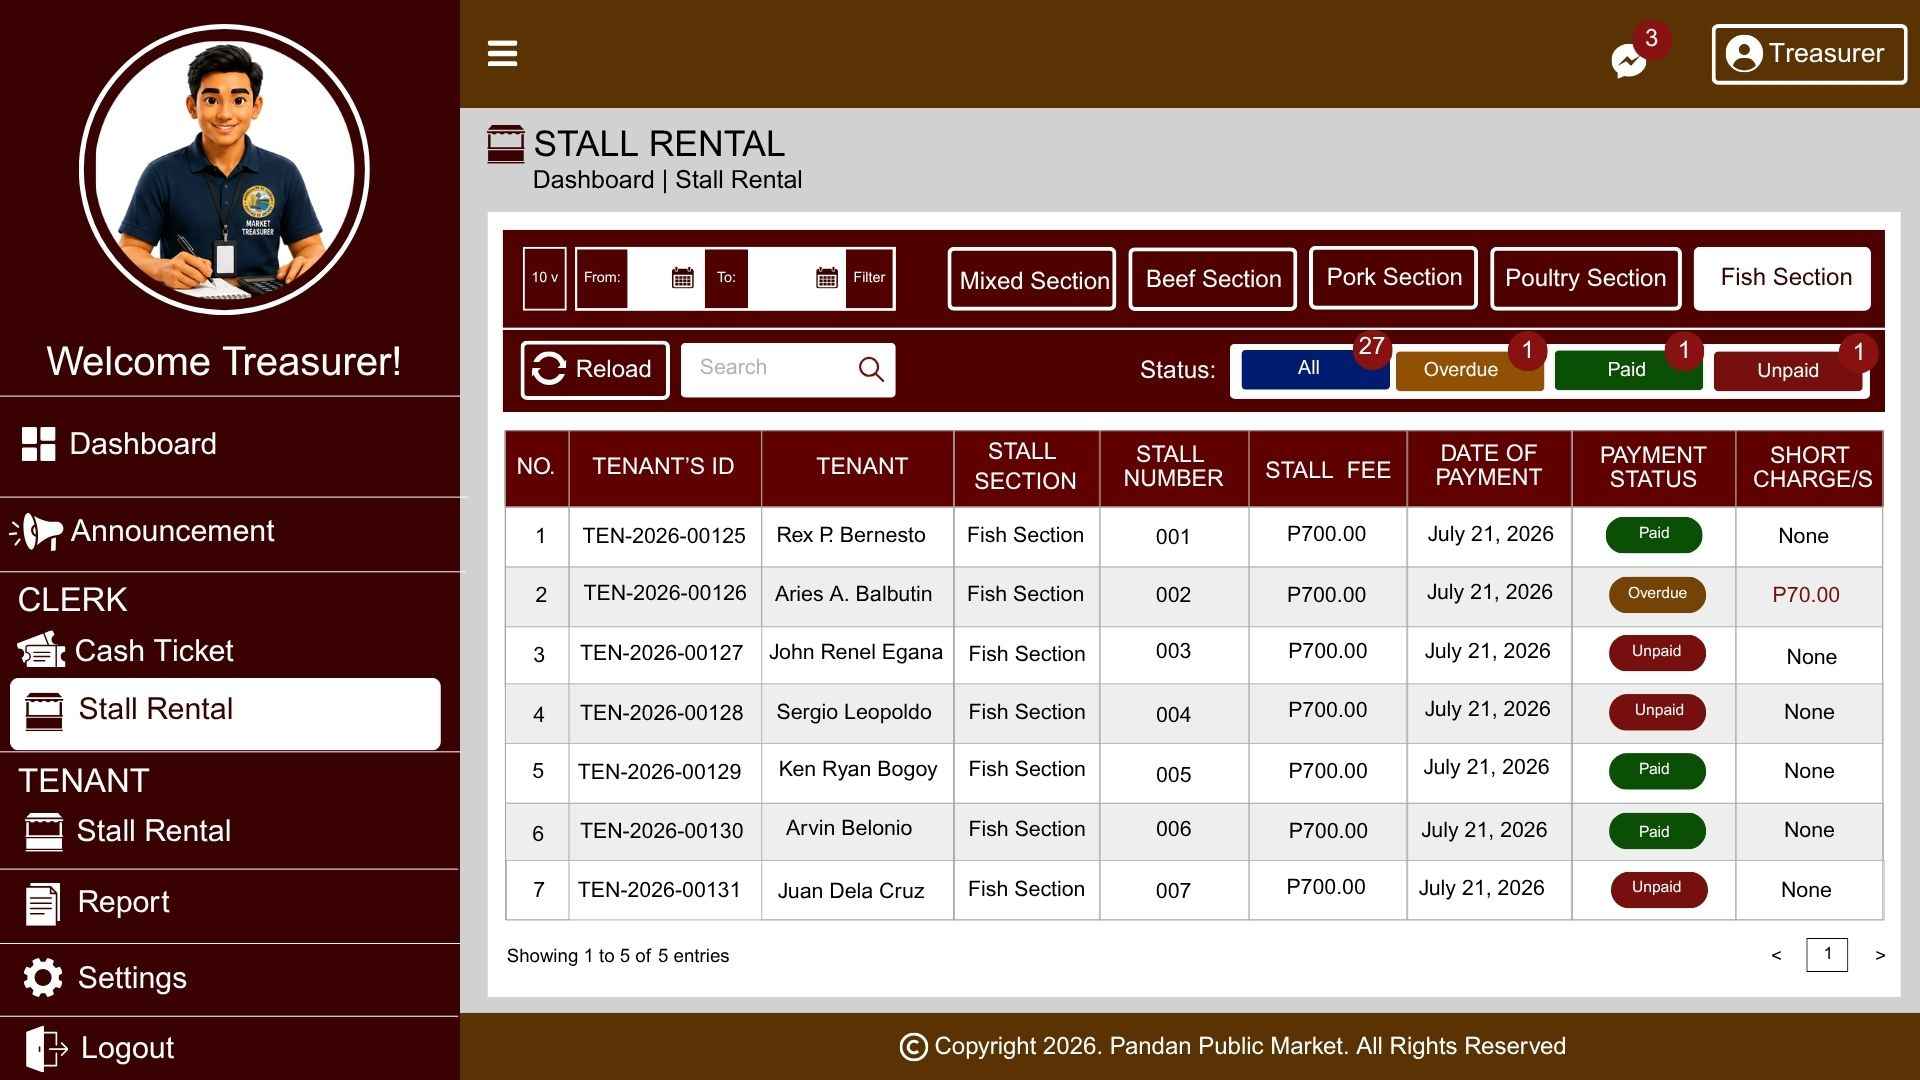 MARKET
TREASURER
Welcome Treasurer!
Dashboard
Announcement
CLERK
Cash Ticket
Stall Rental
TENANT
Stall Rental
Report
Settings
Logout
3
Treasurer
STALL RENTAL
Dashboard | Stall Rental
10 v From: To: Filter Mixed Section Beef Section Pork Section Poultry Section Fish Section
Reload Search Status: All 27 Overdue 1 Paid 1 Unpaid 1
NO. TENANT'S ID TENANT STALL SECTION STALL NUMBER STALL FEE DATE OF PAYMENT PAYMENT STATUS SHORT CHARGE/S
1 TEN-2026-00125 Rex P. Bernesto Fish Section 001 P700.00 July 21, 2026 Paid None
2 TEN-2026-00126 Aries A. Balbutin Fish Section 002 P700.00 July 21, 2026 Overdue P70.00
3 TEN-2026-00127 John Renel Egana Fish Section 003 P700.00 July 21, 2026 Unpaid None
4 TEN-2026-00128 Sergio Leopoldo Fish Section 004 P700.00 July 21, 2026 Unpaid None
5 TEN-2026-00129 Ken Ryan Bogoy Fish Section 005 P700.00 July 21, 2026 Paid None
6 TEN-2026-00130 Arvin Belonio Fish Section 006 P700.00 July 21, 2026 Paid None
7 TEN-2026-00131 Juan Dela Cruz Fish Section 007 P700.00 July 21, 2026 Unpaid None
Showing 1 to 5 of 5 entries < 1 >
© Copyright 2026. Pandan Public Market. All Rights Reserved